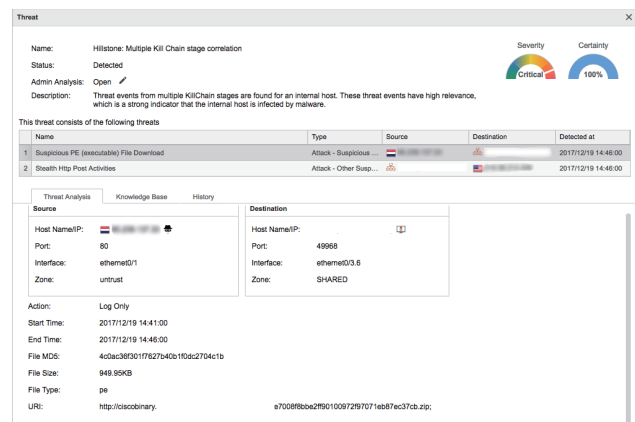 Threat
Name: Hillstone: Multiple Kill Chain stage correlation
Status: Detected
Admin Analysis: Open
Description: Threat events from multiple KillChain stages are found for an internal host. These threat events have high relevance,
which is a strong indicator that the internal host is infected by malware.
Severity Certainty
Critical 100%
This threat consists of the following threats
Name Type Source Destination Detected at
1 Suspicious PE (executable) File Download Attack - Suspicious ... 2017/12/19 14:46:00
2 Stealth Http Post Activities Attack - Other Susp... 2017/12/19 14:46:00
Threat Analysis Knowledge Base History
Source Destination
Host Name/IP: Host Name/IP:
Port: 80 Port: 49968
Interface: ethernet0/1 Interface: ethernet0/3.6
Zone: untrust Zone: SHARED
Action: Log Only
Start Time: 2017/12/19 14:41:00
End Time: 2017/12/19 14:46:00
File MD5: 4c0ac36f301f7627b40b1f0dc2704c1b
File Size: 949.95KB
File Type: pe
URI: http://ciscobinary. e7008f8bbe2ff90100972f97071eb87ec37cb.zip;